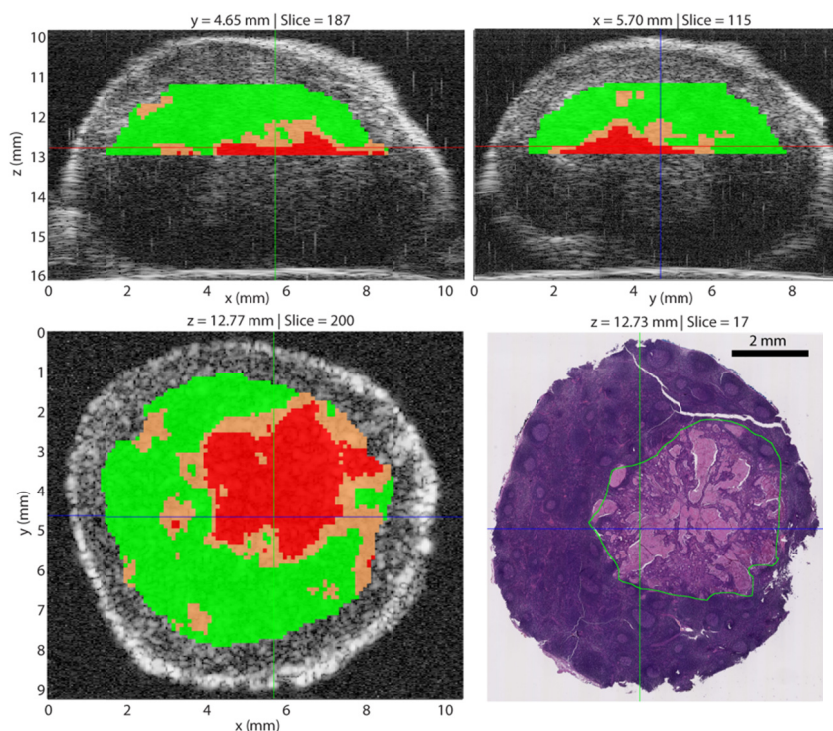 y = 4.65 mm | Slice = 187
x = 5.70 mm | Slice = 115
10
11
12
13
14
15
16
z (mm)
0 2 4 6 8 10
x (mm)
0 2 4 6 8
y (mm)
z = 12.77 mm | Slice = 200
z = 12.73 mm | Slice = 17
0
1
2
3
4
5
6
7
8
9
y (mm)
0 2 4 6 8 10
x (mm)
2 mm